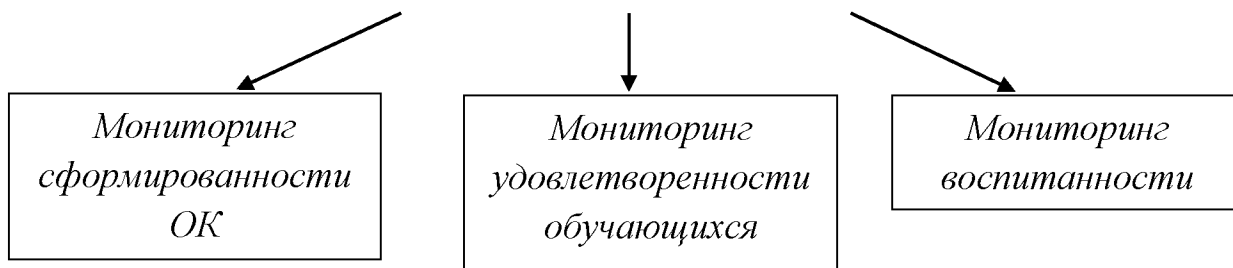 Мониторинг
сформированности
ОК
Мониторинг
удовлетворенности
обучающихся
Мониторинг
воспитанности